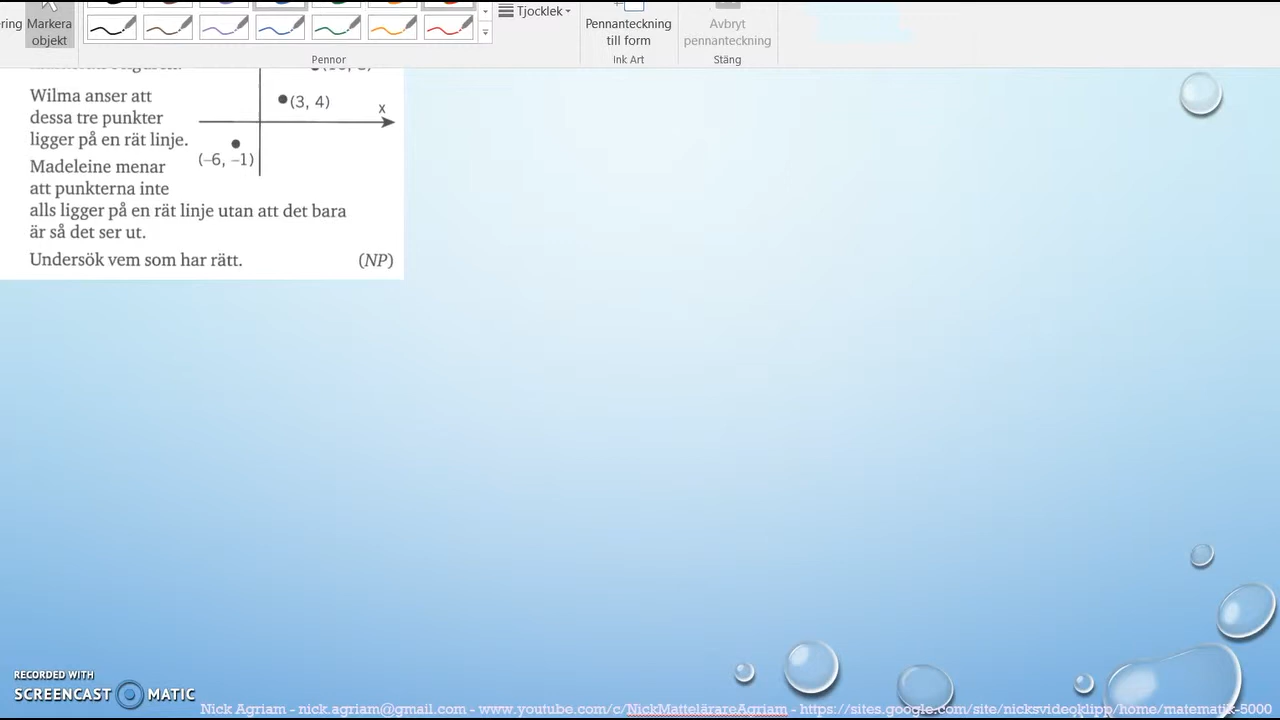 Markera
objekt
Tjocklek
Pennanteckning
till form
Avbryt
pennanteckning
Pennor
Ink Art
Stäng
Wilma anser att
dessa tre punkter
ligger på en rät linje.
Madeleine menar
att punkterna inte
alls ligger på en rät linje utan att det bara
är så det ser ut.
Undersök vem som har rätt. (NP)
(3, 4)
x
(–6, –1)
RECORDED WITH
SCREENCAST MATIC
Nick Agriam - nick.agriam@gmail.com - www.youtube.com/c/NickMattelärareAgriam - https://sites.google.com/site/nicksvideoklipp/home/matematik-5000